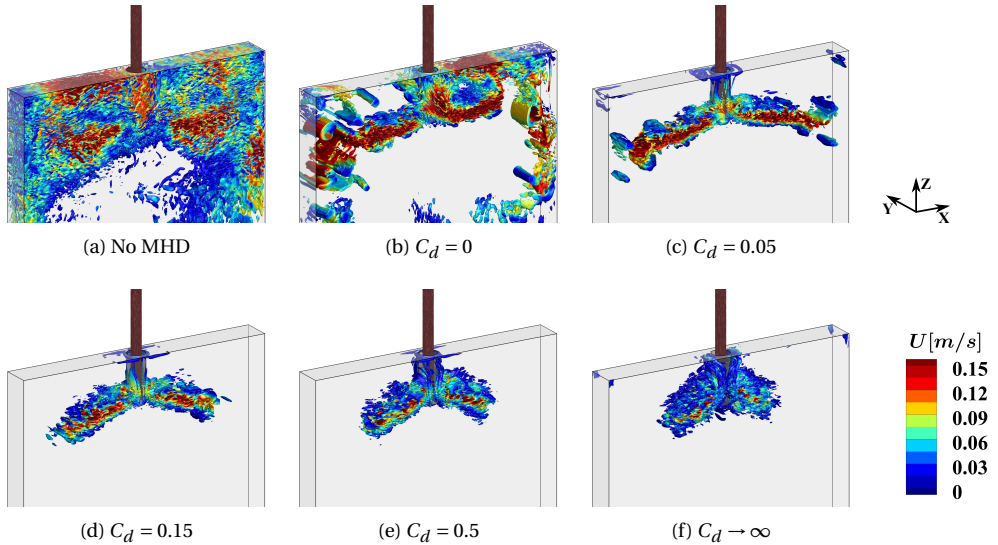 (a) No MHD
(b) C_d = 0
(c) C_d = 0.05
Z
Y
X
(d) C_d = 0.15
(e) C_d = 0.5
(f) C_d → ∞
U[m/s]
0.15
0.12
0.09
0.06
0.03
0